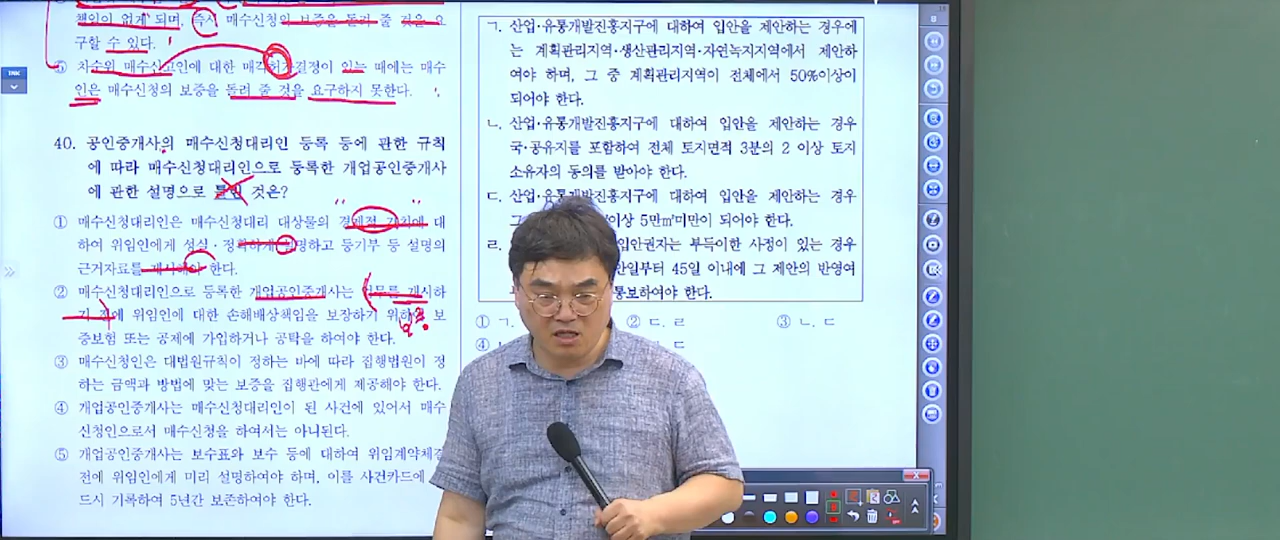 책임이 없게 되며, 즉시 매수신청의 보증을 돌려 줄 것을 요
구할 수 있다.
⑤ 차순위 매수신고인에 대한 매각허가결정이 있는 때에는 매수
인은 매수신청의 보증을 돌려 줄 것을 요구하지 못한다.
40. 공인중개사의 매수신청대리인 등록 등에 관한 규칙
에 따라 매수신청대리인으로 등록한 개업공인중개사
에 관한 설명으로 틀린 것은?
① 매수신청대리인은 매수신청대리 대상물의 경제적 가치에 대
하여 위임인에게 성실·정확하게 설명하고 등기부 등 설명의
근거자료를 제시해야 한다.
② 매수신청대리인으로 등록한 개업공인중개사는 업무를 개시하
기 전에 위임인에 대한 손해배상책임을 보장하기 위하여 보
증보험 또는 공제에 가입하거나 공탁을 하여야 한다.
③ 매수신청인은 대법원규칙이 정하는 바에 따라 집행법원이 정
하는 금액과 방법에 맞는 보증을 집행관에게 제공해야 한다.
④ 개업공인중개사는 매수신청대리인이 된 사건에 있어서 매수
신청인으로서 매수신청을 하여서는 아니된다.
⑤ 개업공인중개사는 보수표와 보수 등에 대하여 위임계약체결
전에 위임인에게 미리 설명하여야 하며, 이를 사건카드에
드시 기록하여 5년간 보존하여야 한다.
ㄱ. 산업·유통개발진흥지구에 대하여 입안을 제안하는 경우에
는 계획관리지역·생산관리지역·자연녹지지역에서 제안하
여야 하며, 그 중 계획관리지역이 전체에서 50%이상이
되어야 한다.
ㄴ. 산업·유통개발진흥지구에 대하여 입안을 제안하는 경우
국·공유지를 포함하여 전체 토지면적 3분의 2 이상 토지
소유자의 동의를 받아야 한다.
ㄷ. 산업·유통개발진흥지구에 대하여 입안을 제안하는 경우
그 이상 5만㎡미만이 되어야 한다.
ㄹ. 입안권자는 부득이한 사정이 있는 경우
안일부터 45일 이내에 그 제안의 반영여
통보하여야 한다.
① ㄱ. ② ㄷ. ㄹ ③ ㄴ. ㄷ
④ ㄷ